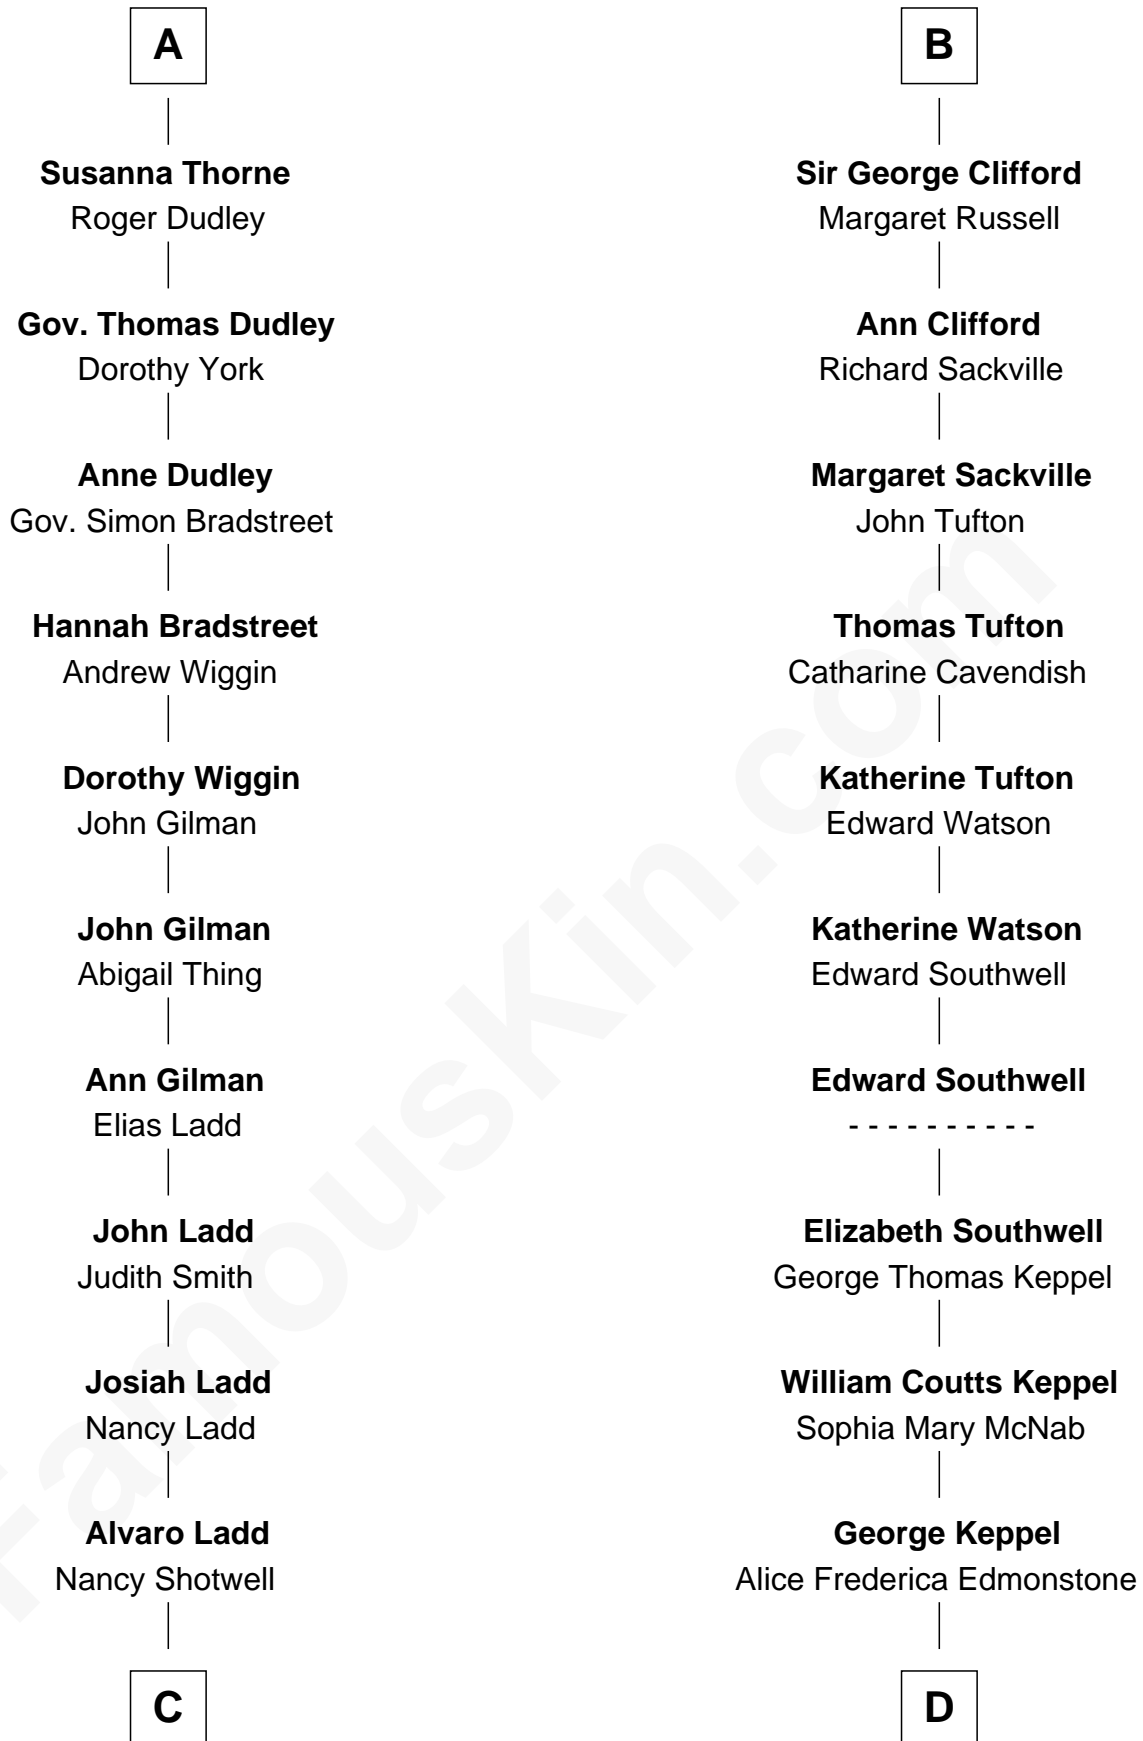 A
Susanna Thorne
Roger Dudley
Gov. Thomas Dudley
Dorothy York
Anne Dudley
Gov. Simon Bradstreet
Hannah Bradstreet
Andrew Wiggin
Dorothy Wiggin
John Gilman
John Gilman
Abigail Thing
Ann Gilman
Elias Ladd
John Ladd
Judith Smith
Josiah Ladd
Nancy Ladd
Alvaro Ladd
Nancy Shotwell
C
B
Sir George Clifford
Margaret Russell
Ann Clifford
Richard Sackville
Margaret Sackville
John Tufton
Thomas Tufton
Catharine Cavendish
Katherine Tufton
Edward Watson
Katherine Watson
Edward Southwell
Edward Southwell
- - - - - - - - - -
Elizabeth Southwell
George Thomas Keppel
William Coutts Keppel
Sophia Mary McNab
George Keppel
Alice Frederica Edmonstone
D
FamousKin.com